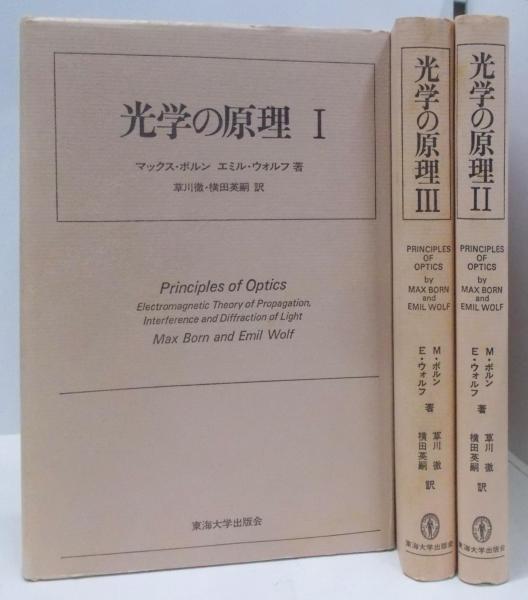 光学の原理 I
マックス・ボルン エミル・ウォルフ 著
草川徹・横田英嗣 訳
Principles of Optics
Electromagnetic Theory of Propagation,
Interference and Diffraction of Light
Max Born and Emil Wolf
東海大学出版会
光学の原理III
PRINCIPLES
OF
OPTICS
by
MAX BORN
and
EMIL WOLF
M・ボルン
E・ウォルフ
著
草川 徹
横田英嗣
訳
東海大学出版会
光学の原理II
PRINCIPLES
OF
OPTICS
by
MAX BORN
and
EMIL WOLF
M・ボルン
E・ウォルフ
著
草川 徹
横田英嗣
訳
東海大学出版会